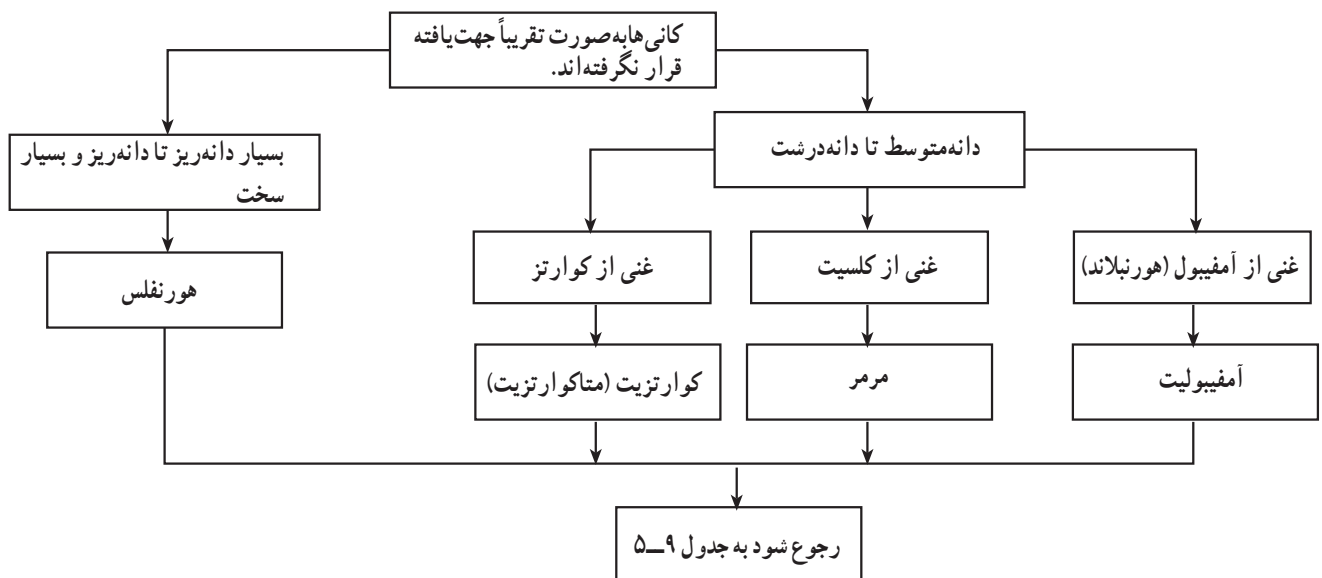 کانی‌ها به‌صورت تقریباً جهت‌یافته
قرار نگرفته‌اند.
دانه‌متوسط تا دانه‌درشت
بسیار دانه‌ریز تا دانه‌ریز و بسیار
سخت
غنی از آمفیبول (هورنبلاند)
غنی از کلسیت
غنی از کوارتز
هورنفلس
آمفیبولیت
مرمر
کوارتزیت (متاکوارتزیت)
رجوع شود به جدول ۹ــ۵